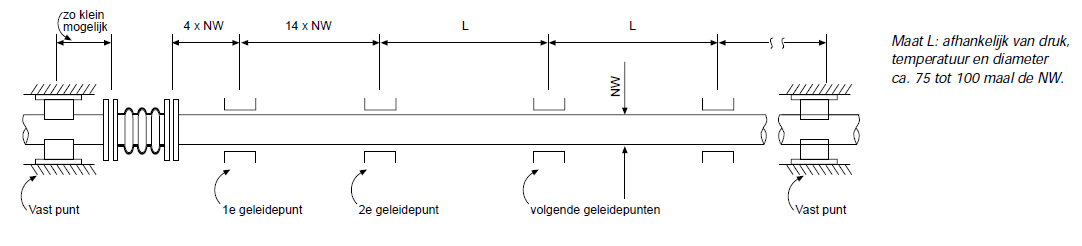 zo klein
mogelijk
4 x NW
14 x NW
L
L
Maat L: afhankelijk van druk,
temperatuur en diameter
ca. 75 tot 100 maal de NW.
NW
Vast punt
1e geleidepunt
2e geleidepunt
volgende geleidepunten
Vast punt